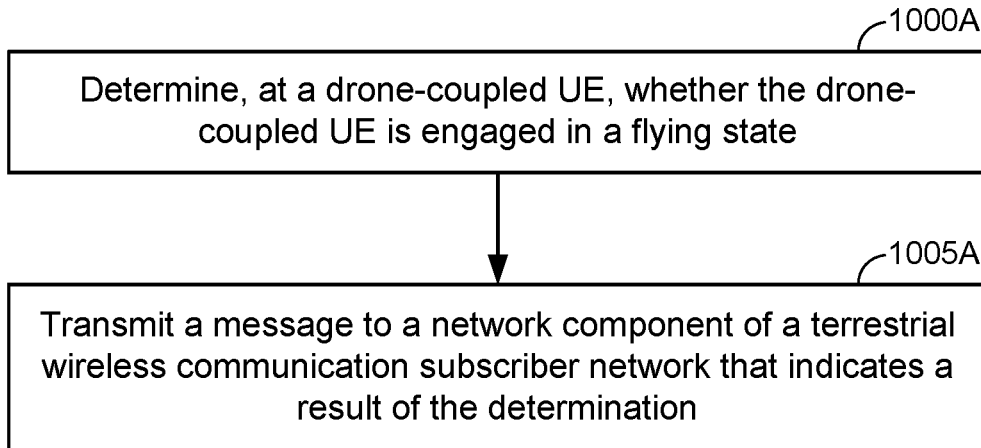 1000A
Determine, at a drone-coupled UE, whether the drone-
coupled UE is engaged in a flying state
1005A
Transmit a message to a network component of a terrestrial
wireless communication subscriber network that indicates a
result of the determination